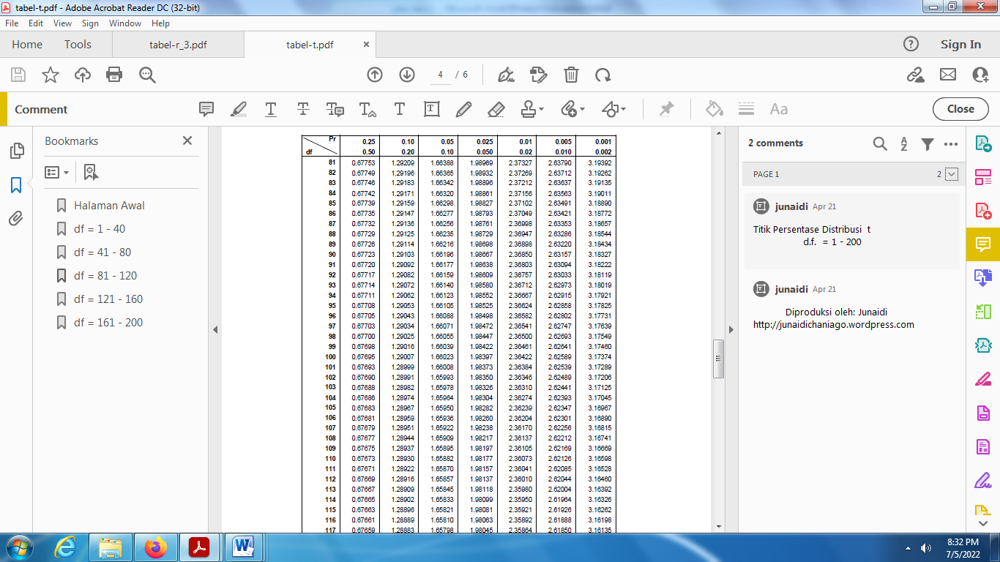 tabel-t.pdf - Adobe Acrobat Reader DC (32-bit)
File Edit View Sign Window Help
Home Tools tabel-r_3.pdf tabel-t.pdf Sign In
4 / 6
Comment Close
Bookmarks
Halaman Awal
df = 1 - 40
df = 41 - 80
df = 81 - 120
df = 121 - 160
df = 161 - 200
Pr 0.25 0.10 0.05 0.025 0.01 0.005 0.001
df 0.50 0.20 0.10 0.050 0.02 0.010 0.002
81 0.67753 1.29209 1.66388 1.98969 2.37327 2.63790 3.19392
82 0.67749 1.29196 1.66365 1.98932 2.37269 2.63712 3.19262
83 0.67746 1.29183 1.66342 1.98896 2.37212 2.63637 3.19135
84 0.67742 1.29171 1.66320 1.98861 2.37156 2.63563 3.19011
85 0.67739 1.29159 1.66298 1.98827 2.37102 2.63491 3.18890
86 0.67735 1.29147 1.66277 1.98793 2.37049 2.63421 3.18772
87 0.67732 1.29136 1.66256 1.98761 2.36998 2.63353 3.18657
88 0.67729 1.29125 1.66235 1.98729 2.36947 2.63286 3.18544
89 0.67726 1.29114 1.66216 1.98698 2.36898 2.63220 3.18434
90 0.67723 1.29103 1.66196 1.98667 2.36850 2.63157 3.18327
91 0.67720 1.29092 1.66177 1.98638 2.36803 2.63094 3.18222
92 0.67717 1.29082 1.66159 1.98609 2.36757 2.63033 3.18119
93 0.67714 1.29072 1.66140 1.98580 2.36712 2.62973 3.18019
94 0.67711 1.29062 1.66123 1.98552 2.36667 2.62915 3.17921
95 0.67708 1.29053 1.66105 1.98525 2.36624 2.62858 3.17825
96 0.67705 1.29043 1.66088 1.98498 2.36582 2.62802 3.17731
97 0.67703 1.29034 1.66071 1.98472 2.36541 2.62747 3.17639
98 0.67700 1.29025 1.66055 1.98447 2.36500 2.62693 3.17549
99 0.67698 1.29016 1.66039 1.98422 2.36461 2.62641 3.17460
100 0.67695 1.29007 1.66023 1.98397 2.36422 2.62589 3.17374
101 0.67693 1.28999 1.66008 1.98373 2.36384 2.62539 3.17289
102 0.67690 1.28991 1.65993 1.98350 2.36346 2.62489 3.17206
103 0.67688 1.28982 1.65978 1.98326 2.36310 2.62441 3.17125
104 0.67686 1.28974 1.65964 1.98304 2.36274 2.62393 3.17045
105 0.67683 1.28967 1.65950 1.98282 2.36239 2.62347 3.16967
106 0.67681 1.28959 1.65936 1.98260 2.36204 2.62301 3.16890
107 0.67679 1.28951 1.65922 1.98238 2.36170 2.62256 3.16815
108 0.67677 1.28944 1.65909 1.98217 2.36137 2.62212 3.16741
109 0.67675 1.28937 1.65895 1.98197 2.36105 2.62169 3.16669
110 0.67673 1.28930 1.65882 1.98177 2.36073 2.62126 3.16598
111 0.67671 1.28922 1.65870 1.98157 2.36041 2.62085 3.16528
112 0.67669 1.28916 1.65857 1.98137 2.36010 2.62044 3.16460
113 0.67667 1.28909 1.65845 1.98118 2.35980 2.62004 3.16392
114 0.67665 1.28902 1.65833 1.98099 2.35950 2.61964 3.16326
115 0.67663 1.28896 1.65821 1.98081 2.35921 2.61926 3.16262
116 0.67661 1.28889 1.65810 1.98063 2.35892 2.61888 3.16198
117 0.67659 1.28883 1.65798 1.98045 2.35864 2.61850 3.16135
2 comments
PAGE 1 2
junaidi Apr 21
Titik Persentase Distribusi t
d.f. = 1 - 200
junaidi Apr 21
Diproduksi oleh: Junaidi
http://junaidichaniago.wordpress.com
8:32 PM
7/5/2022